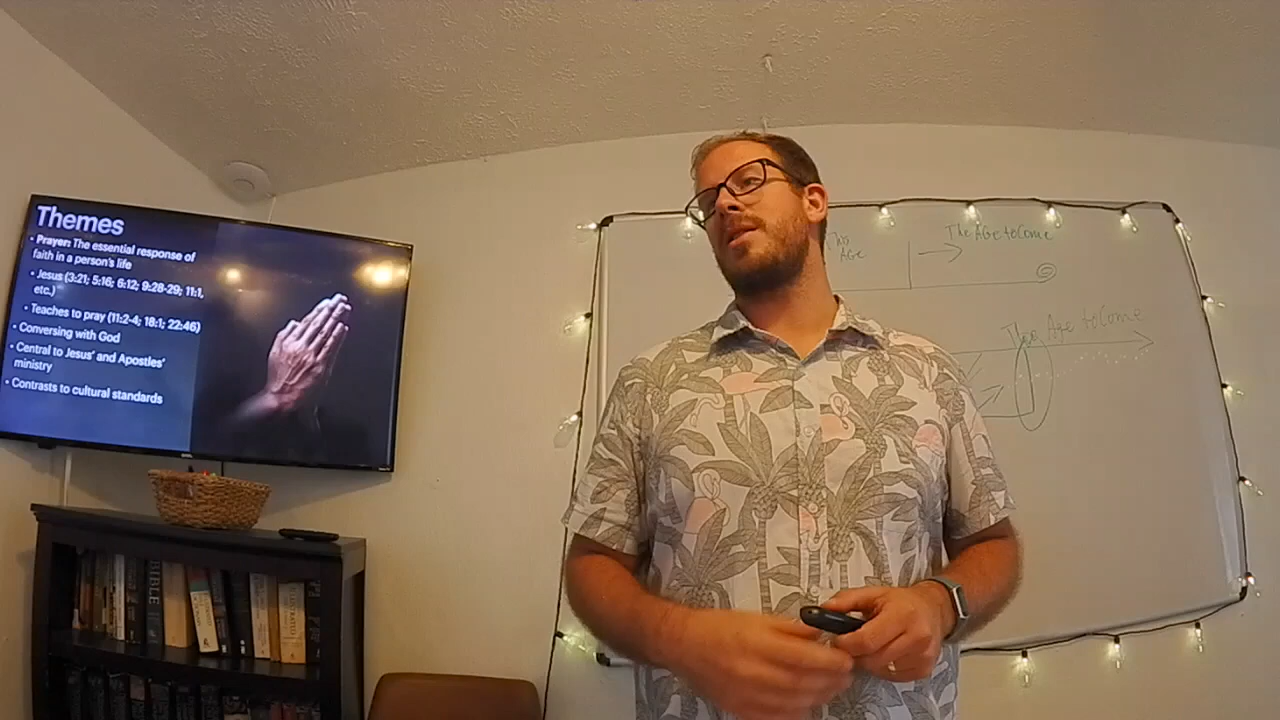 Themes
• Prayer: The essential response of
faith in a person's life
• Jesus (3:21; 5:16; 6:12; 9:28-29; 11:1,
etc.)
• Teaches to pray (11:2-4; 18:1; 22:46)
• Conversing with God
• Central to Jesus' and Apostles'
ministry
• Contrasts to cultural standards
This
Age
The Age to Come
Age to Come
BIBLE